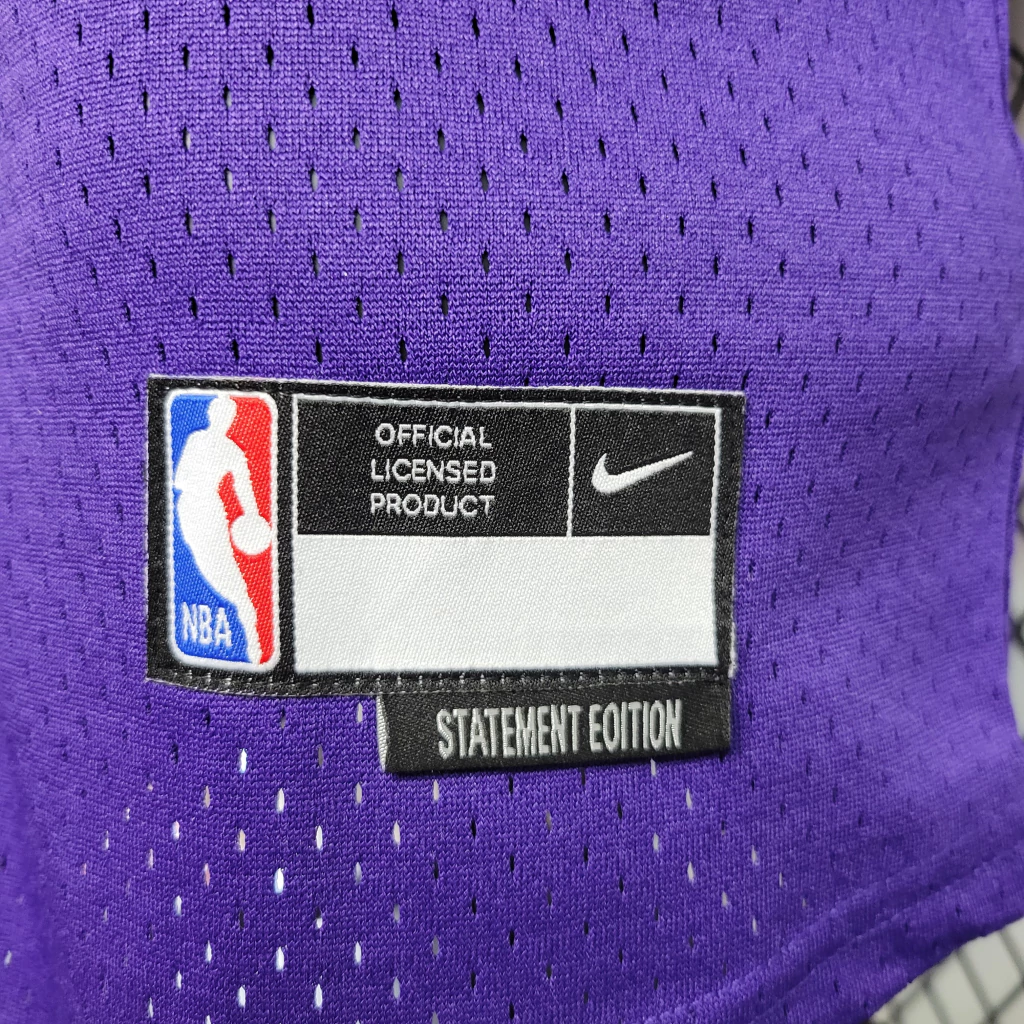 OFFICIAL
LICENSED
PRODUCT
NBA
STATEMENT EOITION